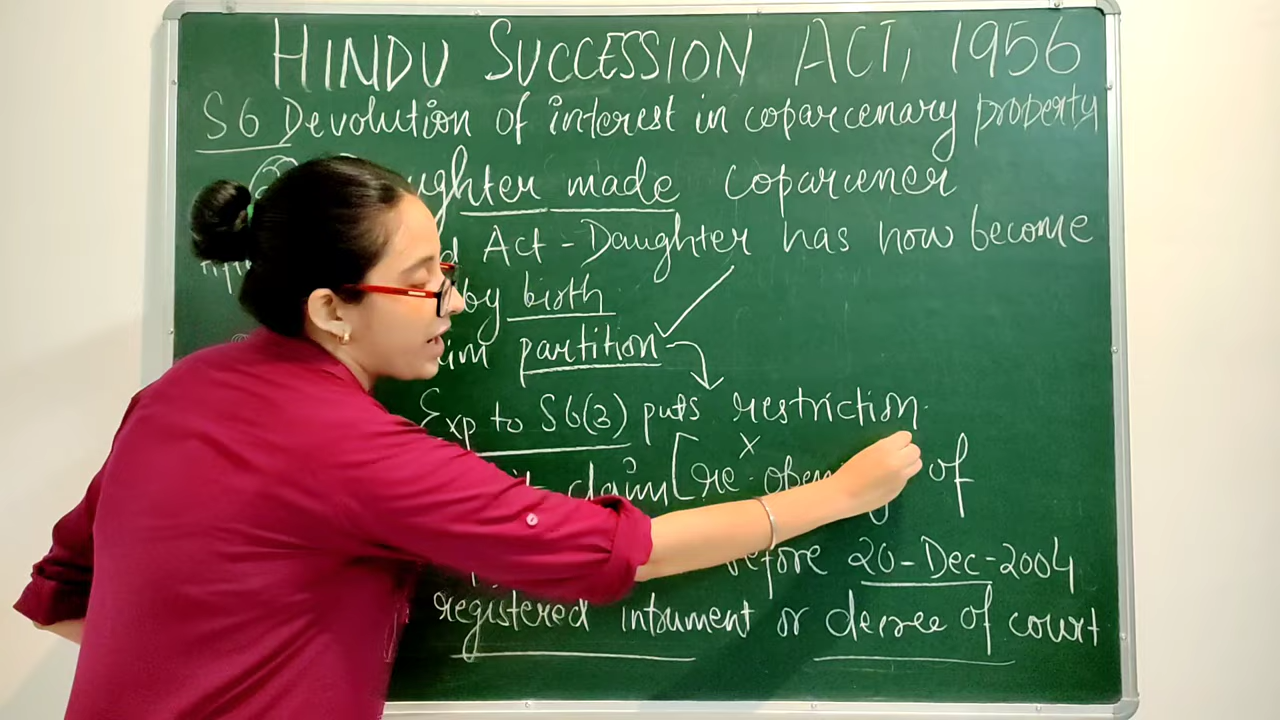 HINDU SUCCESSION ACT, 1956
S6 Devolution of interest in coparcenary property
ughter made coparcener
d Act - Daughter has now become
by birth
im partition
Exp to S6(3) puts restriction
claim [re x open g of
before 20-Dec-2004
registered intrument or decree of court